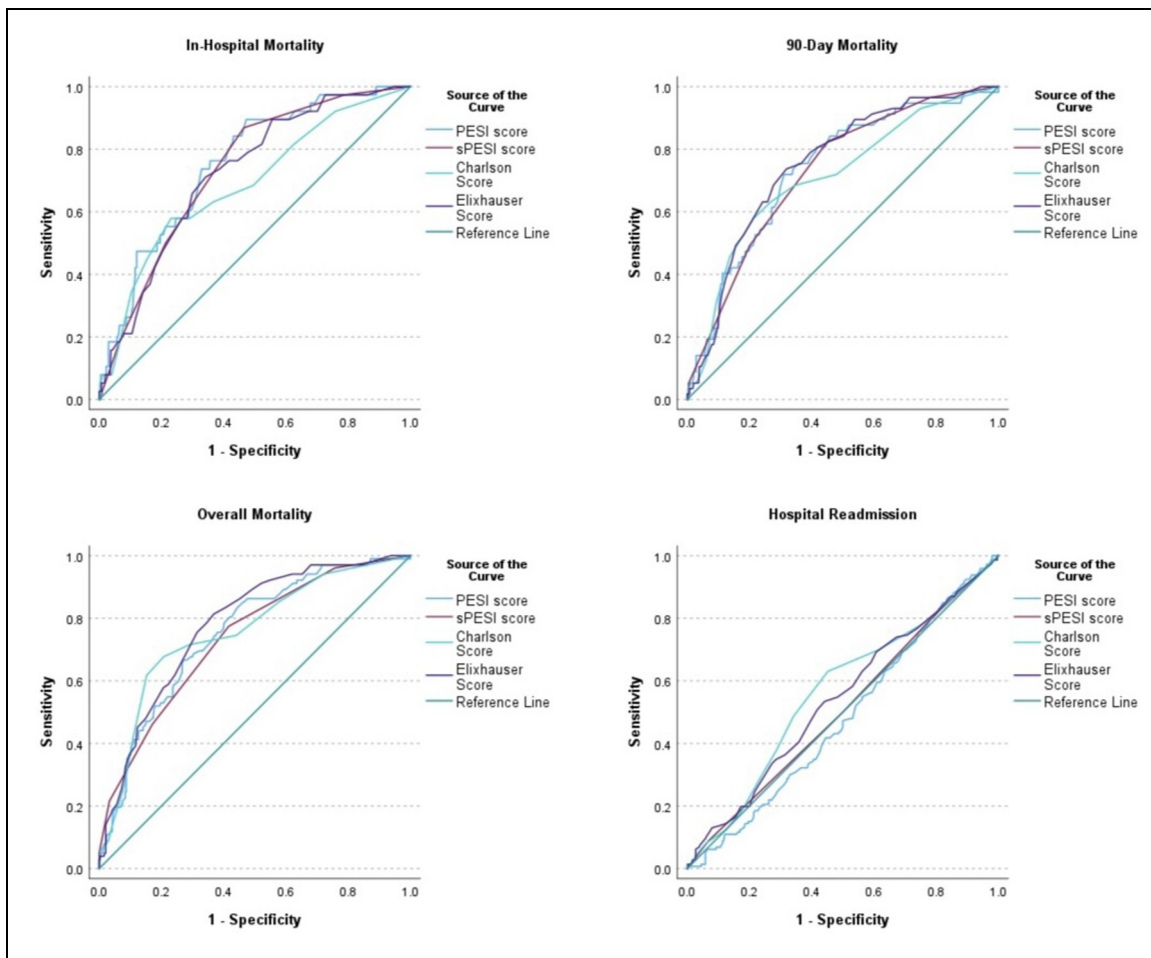 In-Hospital Mortality
1.0
0.8
0.6
0.4
0.2
0.0
Sensitivity
0.0 0.2 0.4 0.6 0.8 1.0
1 - Specificity
Source of the
Curve
PESI score
sPESI score
Charlson
Score
Elixhauser
Score
Reference Line
90-Day Mortality
1.0
0.8
0.6
0.4
0.2
0.0
Sensitivity
0.0 0.2 0.4 0.6 0.8 1.0
1 - Specificity
Source of the
Curve
PESI score
sPESI score
Charlson
Score
Elixhauser
Score
Reference Line
Overall Mortality
1.0
0.8
0.6
0.4
0.2
0.0
Sensitivity
0.0 0.2 0.4 0.6 0.8 1.0
1 - Specificity
Source of the
Curve
PESI score
sPESI score
Charlson
Score
Elixhauser
Score
Reference Line
Hospital Readmission
1.0
0.8
0.6
0.4
0.2
0.0
Sensitivity
0.0 0.2 0.4 0.6 0.8 1.0
1 - Specificity
Source of the
Curve
PESI score
sPESI score
Charlson
Score
Elixhauser
Score
Reference Line